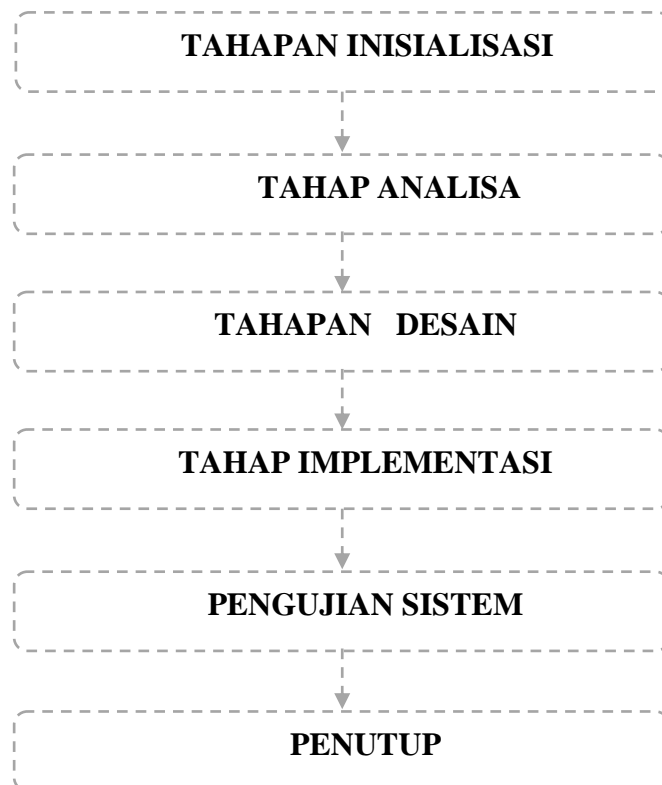 TAHAPAN INISIALISASI
TAHAP ANALISA
TAHAPAN DESAIN
TAHAP IMPLEMENTASI
PENGUJIAN SISTEM
PENUTUP